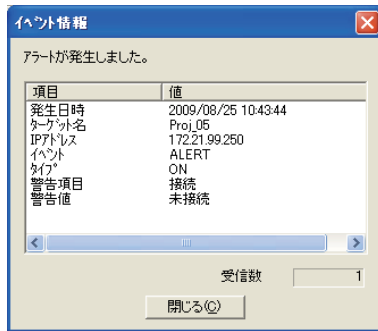 イベント情報
アラートが発生しました。
項目 値
発生日時 2009/08/25 10:43:44
ターゲット名 Proj_05
IPアドレス 172.21.99.250
イベント ALERT
タイプ ON
警告項目 接続
警告値 未接続
受信数 1
閉じる(C)